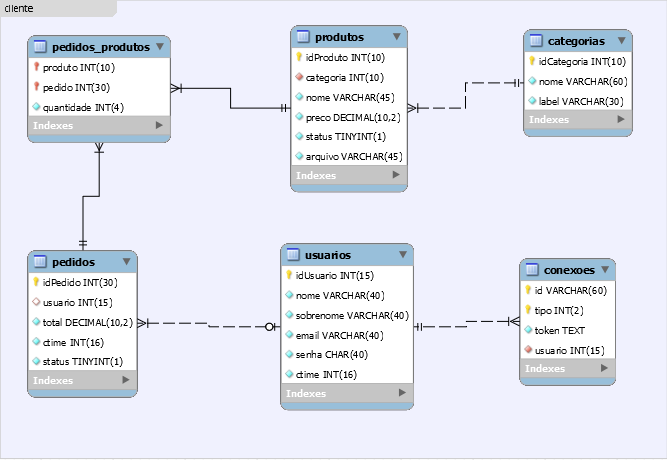 cliente
pedidos_produtos
produto INT(10)
pedido INT(30)
quantidade INT(4)
Indexes
produtos
idProduto INT(10)
categoria INT(10)
nome VARCHAR(45)
preco DECIMAL(10,2)
status TINYINT(1)
arquivo VARCHAR(45)
Indexes
categorias
idCategoria INT(10)
nome VARCHAR(60)
label VARCHAR(30)
Indexes
pedidos
idPedido INT(30)
usuario INT(15)
total DECIMAL(10,2)
ctime INT(16)
status TINYINT(1)
Indexes
usuarios
idUsuario INT(15)
nome VARCHAR(40)
sobrenome VARCHAR(40)
email VARCHAR(40)
senha CHAR(40)
ctime INT(16)
Indexes
conexoes
id VARCHAR(60)
tipo INT(2)
token TEXT
usuario INT(15)
Indexes